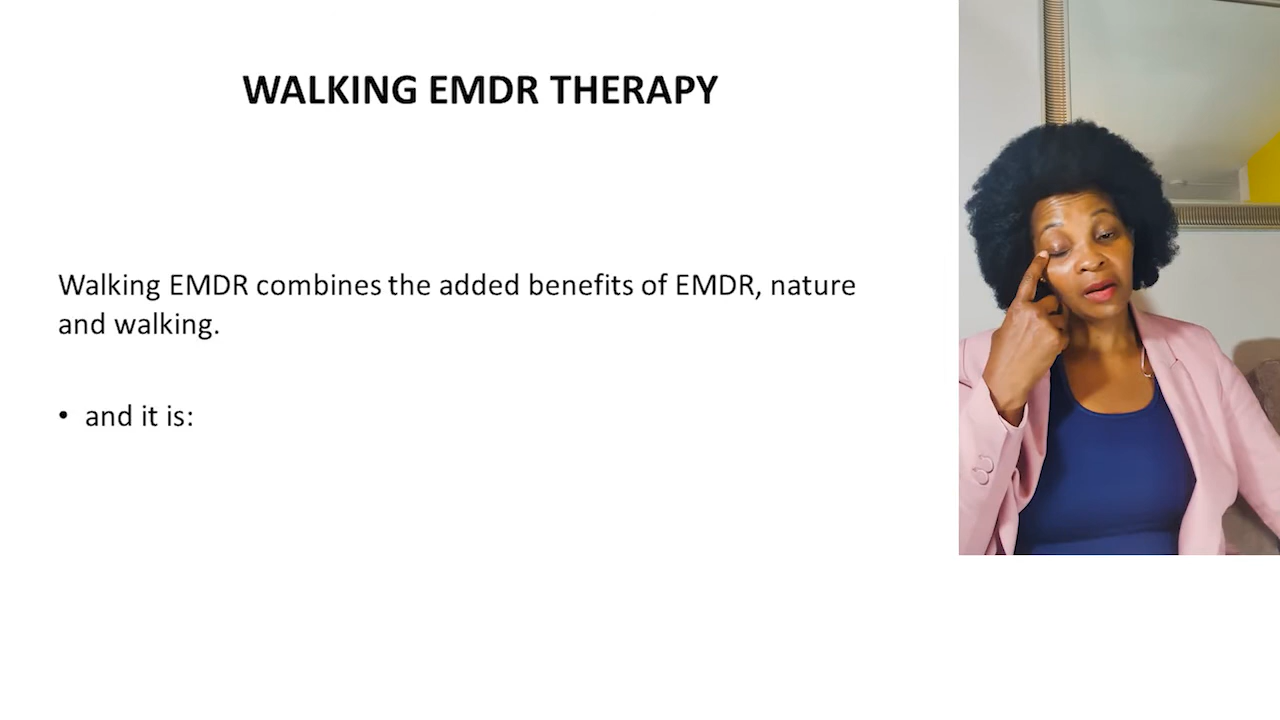 WALKING EMDR THERAPY
Walking EMDR combines the added benefits of EMDR, nature
and walking.
• and it is: